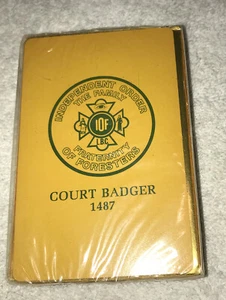 INDEPENDENT ORDER
THE FAMILY
IOF
L.B.C
FRATERNITY
OF FORESTERS
COURT BADGER
1487